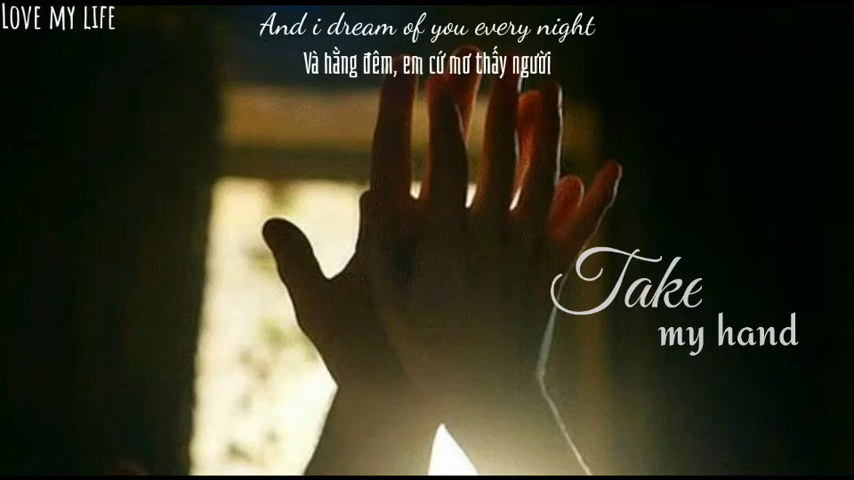 LOVE MY LIFE
And i dream of you every night
Và hằng đêm, em cứ mơ thấy người
Take
my hand